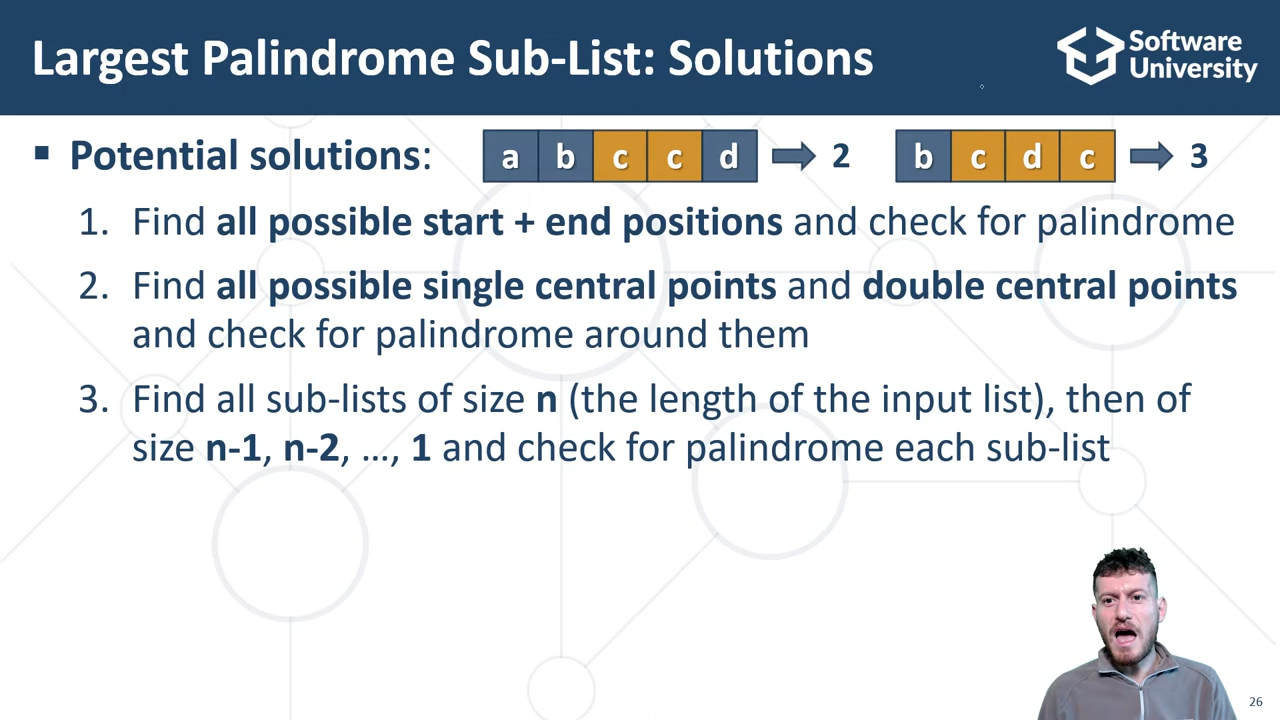 Largest Palindrome Sub-List: Solutions
Software
University
▪ Potential solutions:
a b c c d 2
b c d c 3
1. Find all possible start + end positions and check for palindrome
2. Find all possible single central points and double central points
and check for palindrome around them
3. Find all sub-lists of size n (the length of the input list), then of
size n-1, n-2, …, 1 and check for palindrome each sub-list
26